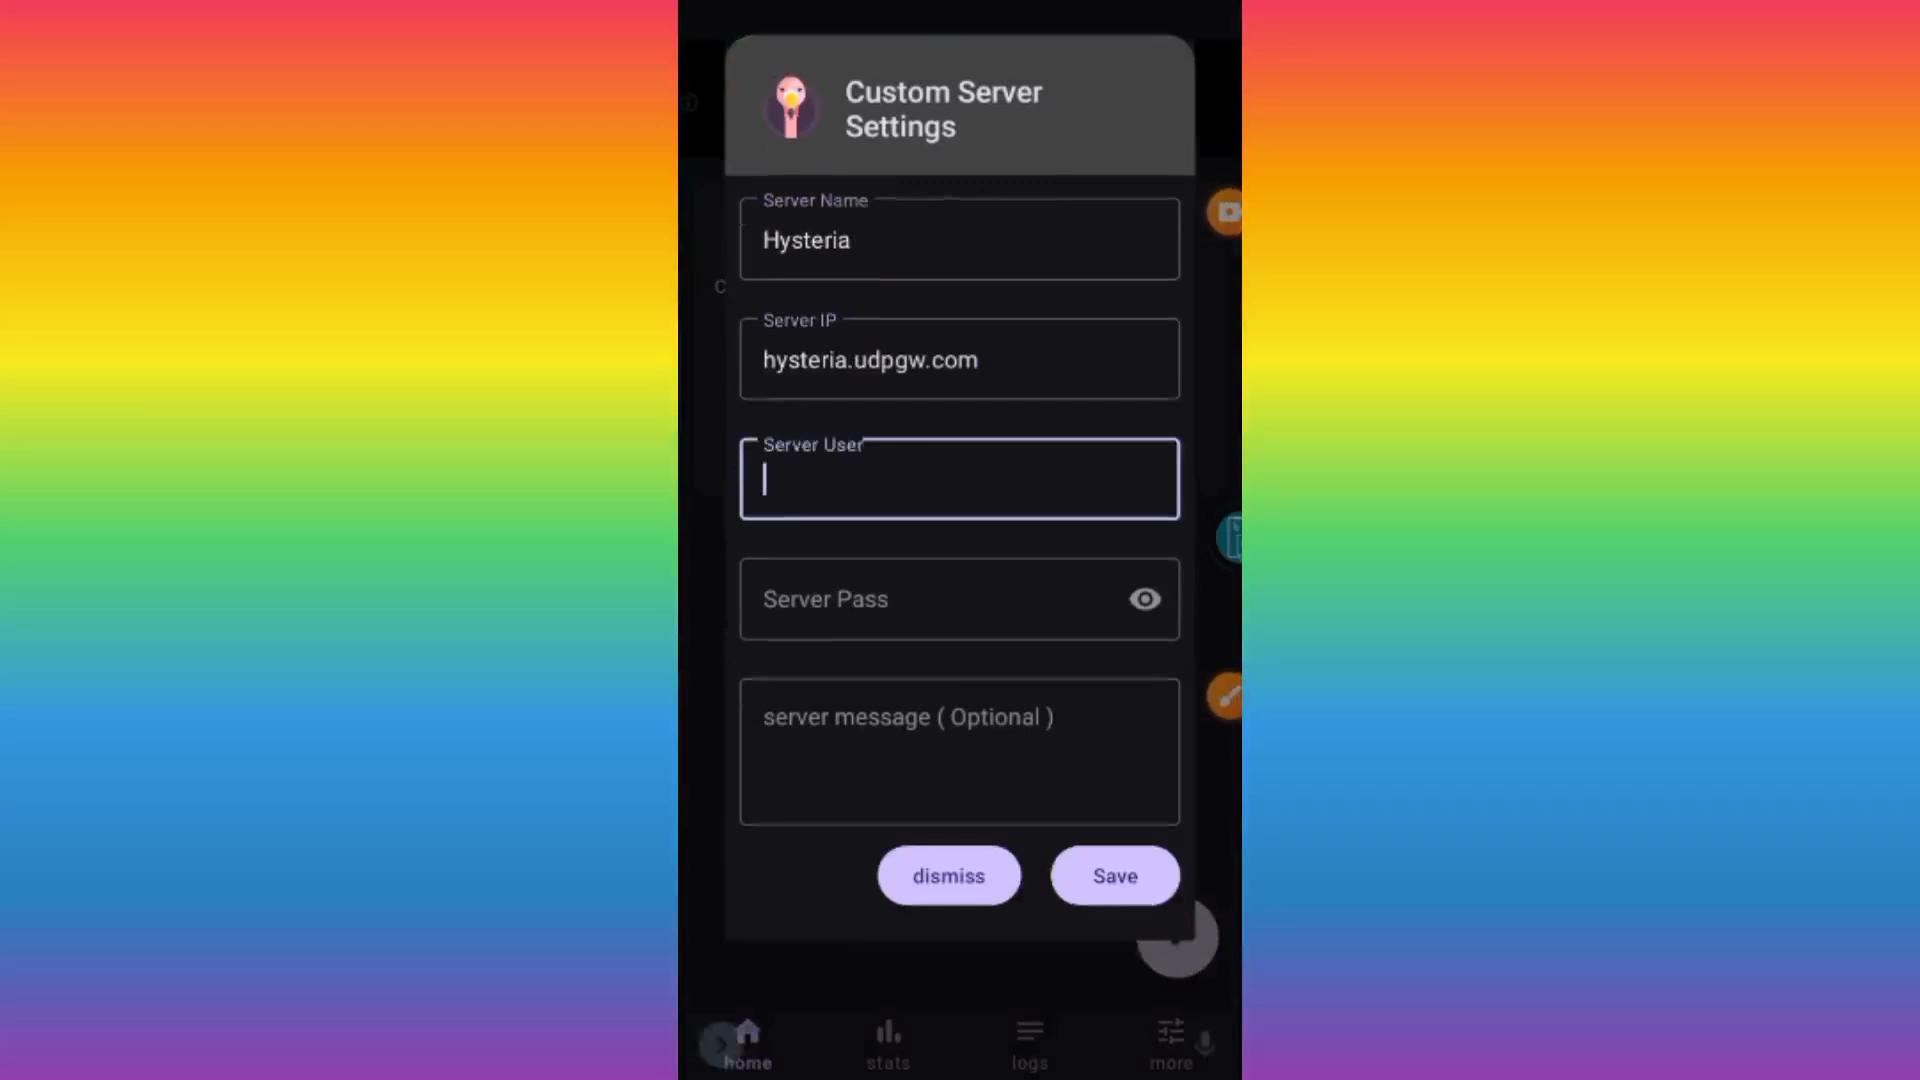 Custom Server
Settings
Server Name
Hysteria
C
Server IP
hysteria.udpgw.com
Server User
Server Pass
server message ( Optional )
dismiss
Save
home
stats
logs
more